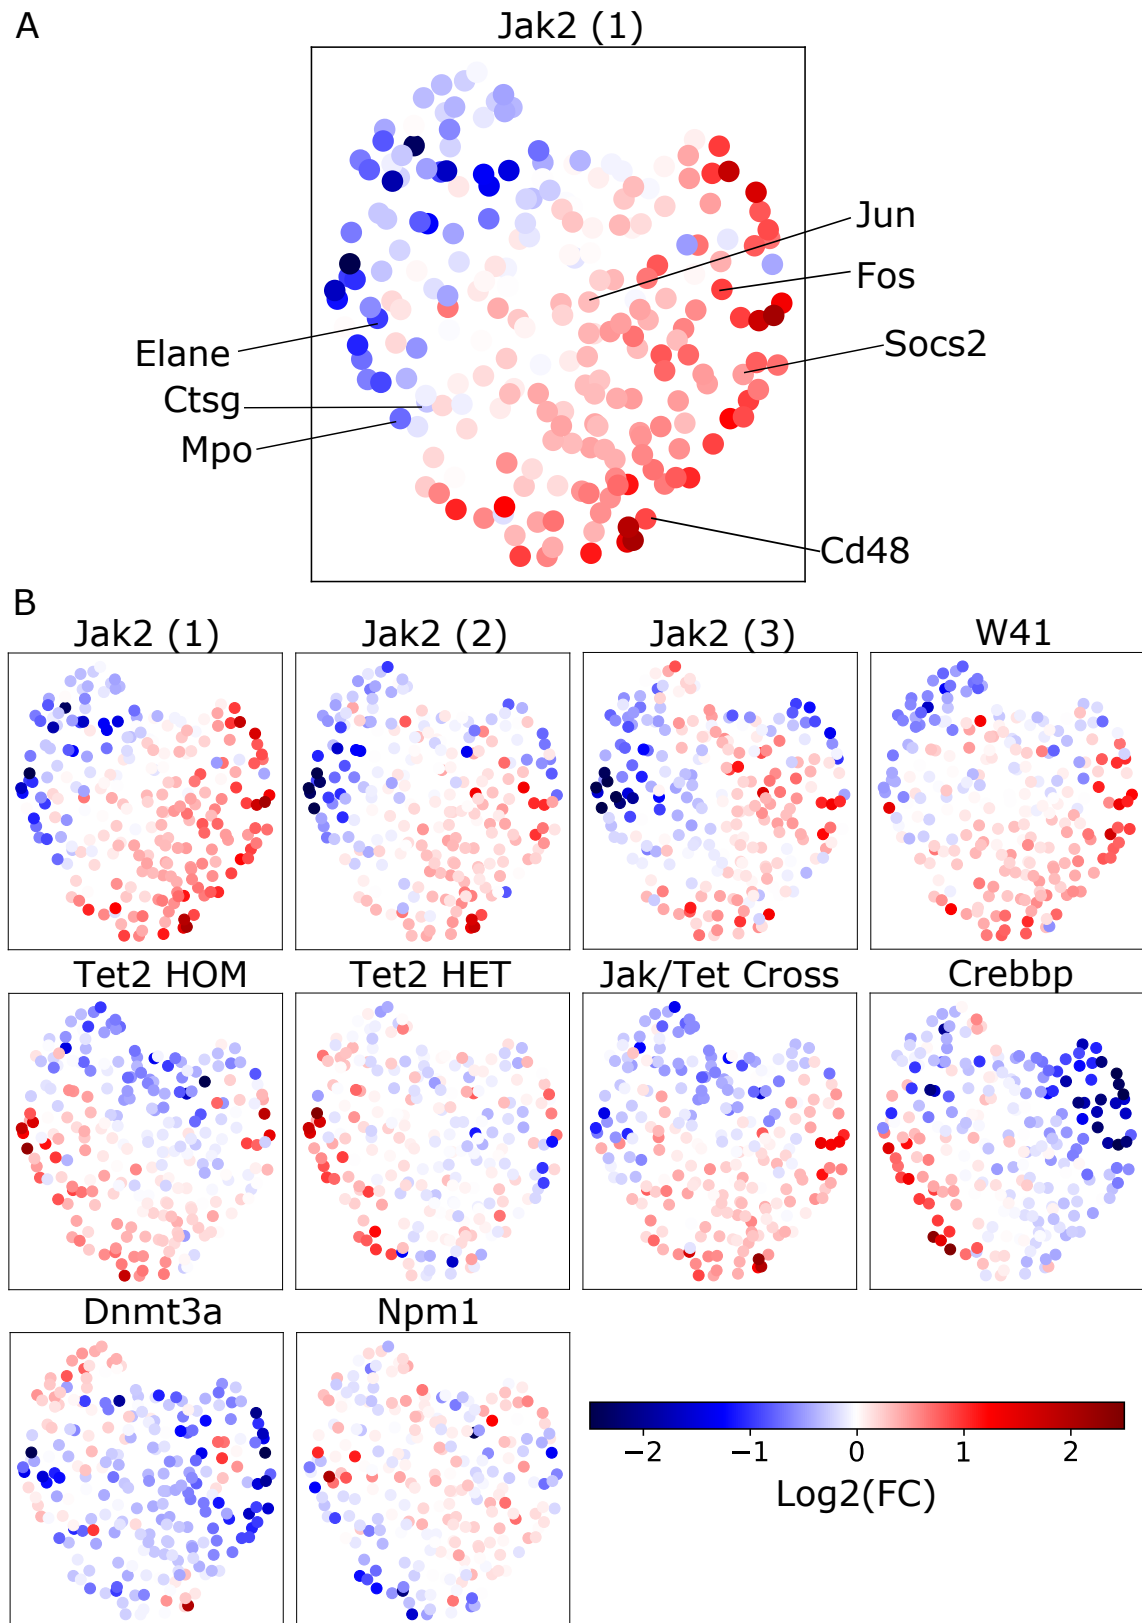 A
Jak2 (1)
Jun
Fos
Socs2
Elane
Ctsg
Mpo
Cd48
B
Jak2 (1) Jak2 (2) Jak2 (3) W41
Tet2 HOM Tet2 HET Jak/Tet Cross Crebbp
Dnmt3a Npm1
−2 −1 0 1 2
Log2(FC)